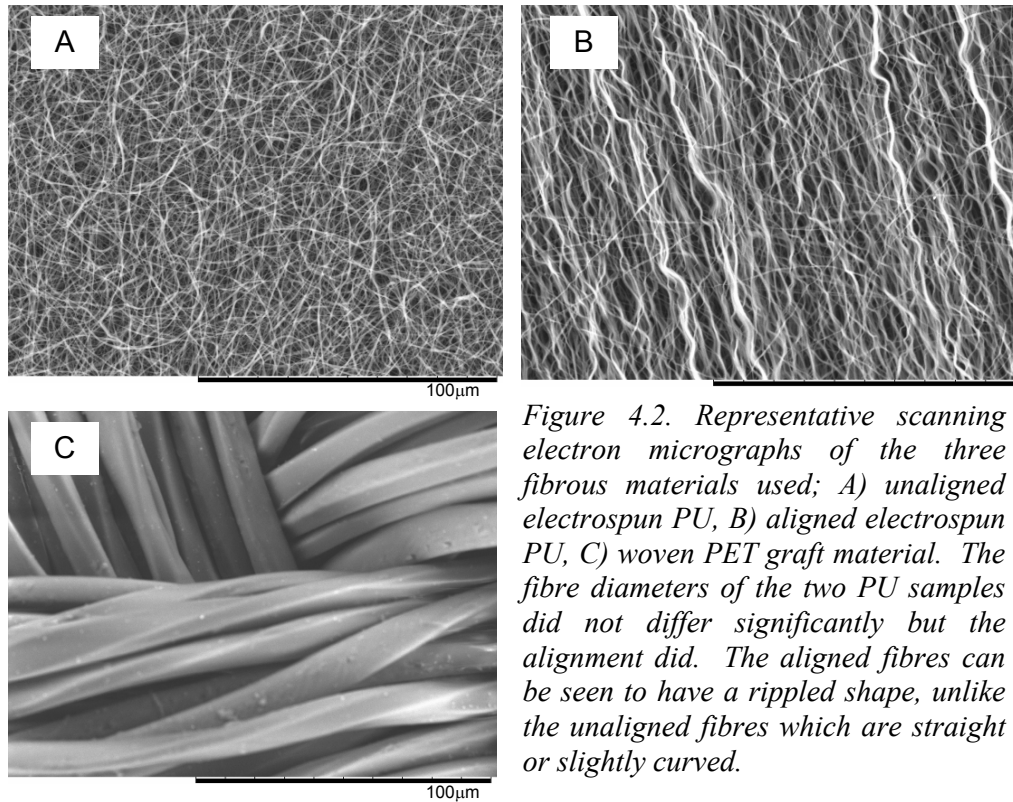 A
B
100µm
C
100µm
Figure 4.2. Representative scanning
electron micrographs of the three
fibrous materials used; A) unaligned
electrospun PU, B) aligned electrospun
PU, C) woven PET graft material. The
fibre diameters of the two PU samples
did not differ significantly but the
alignment did. The aligned fibres can
be seen to have a rippled shape, unlike
the unaligned fibres which are straight
or slightly curved.